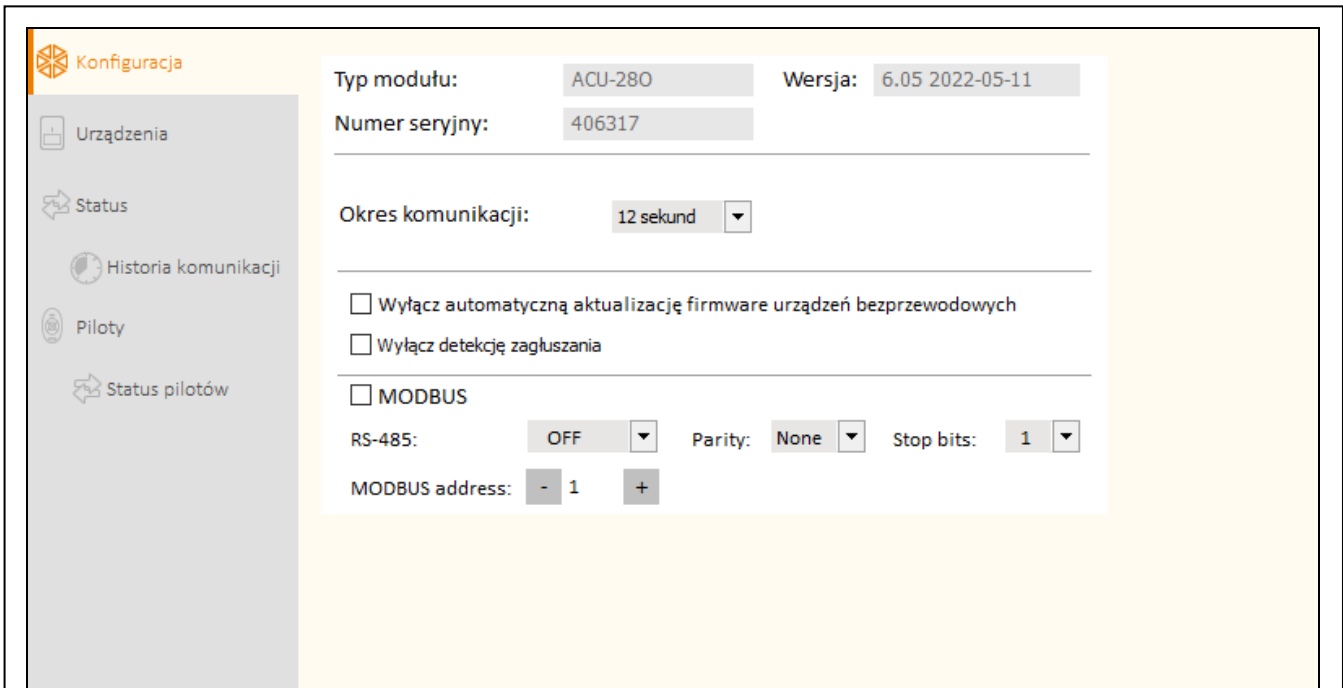 Konfiguracja
Urządzenia
Status
Historia komunikacji
Piloty
Status pilotów
Typ modułu: ACU-28O Wersja: 6.05 2022-05-11
Numer seryjny: 406317
Okres komunikacji: 12 sekund
Wyłącz automatyczną aktualizację firmware urządzeń bezprzewodowych
Wyłącz detekcję zagłuszania
MODBUS
RS-485: OFF Parity: None Stop bits: 1
MODBUS address: - 1 +